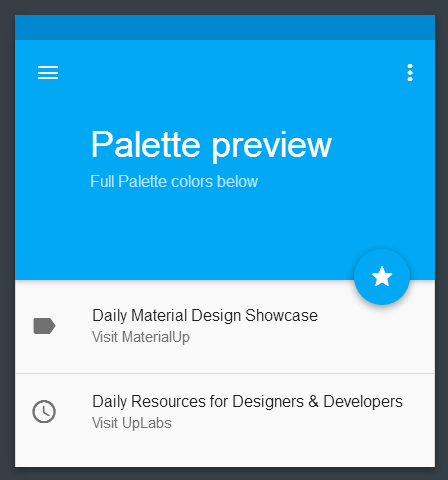 Palette preview
Full Palette colors below
Daily Material Design Showcase
Visit MaterialUp
Daily Resources for Designers & Developers
Visit UpLabs